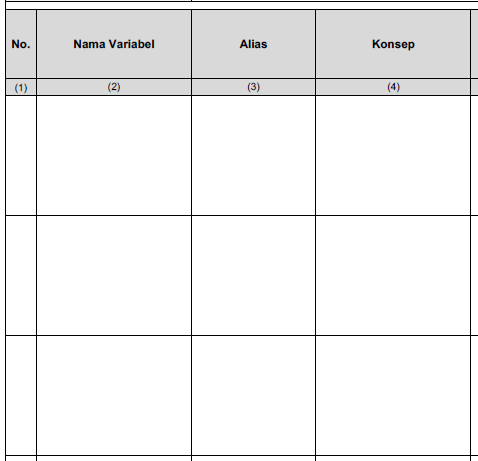 No. Nama Variabel Alias Konsep
(1) (2) (3) (4)